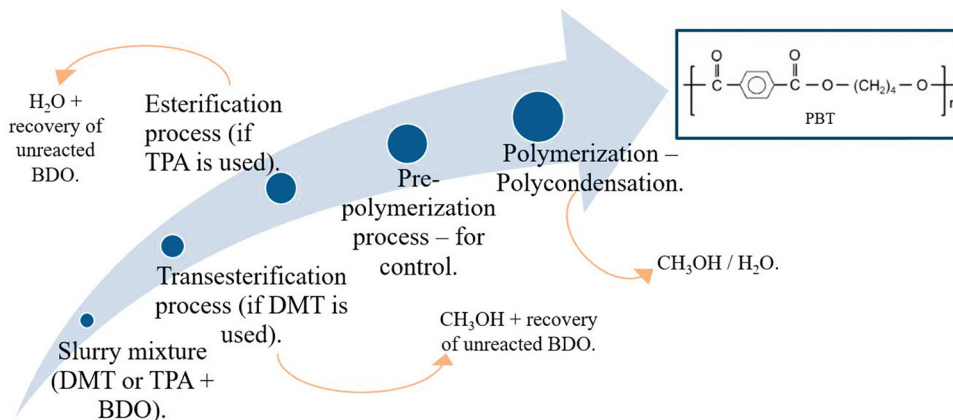 H₂O +
recovery of
unreacted
BDO.
Esterification
process (if
TPA is used).
Slurry mixture
(DMT or TPA +
BDO).
Transesterification
process (if DMT is
used).
CH₃OH + recovery
of unreacted BDO.
Pre-
polymerization
process – for
control.
Polymerization –
Polycondensation.
CH₃OH / H₂O.
O O
C C O (CH₂)₄ O n
PBT